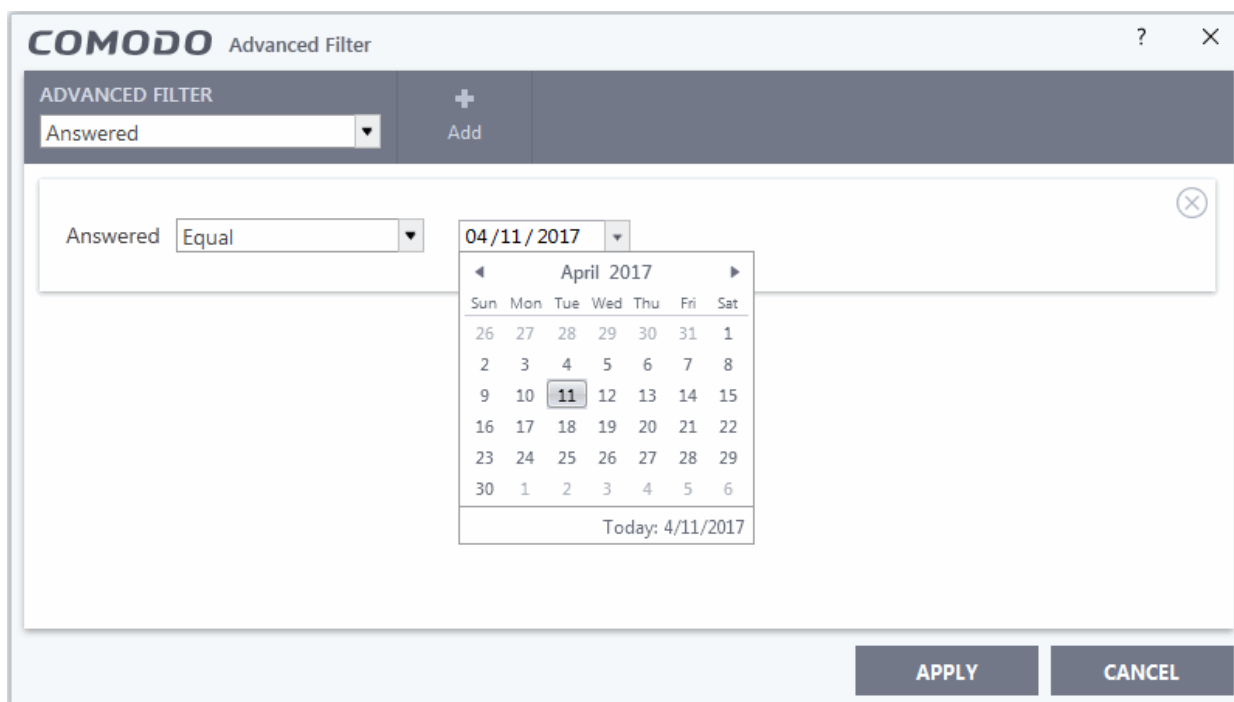 COMODO Advanced Filter ?
ADVANCED FILTER
Answered
Add
Answered Equal 04/11/2017
April 2017
Sun Mon Tue Wed Thu Fri Sat
26 27 28 29 30 31 1
2 3 4 5 6 7 8
9 10 11 12 13 14 15
16 17 18 19 20 21 22
23 24 25 26 27 28 29
30 1 2 3 4 5 6
Today: 4/11/2017
APPLY CANCEL